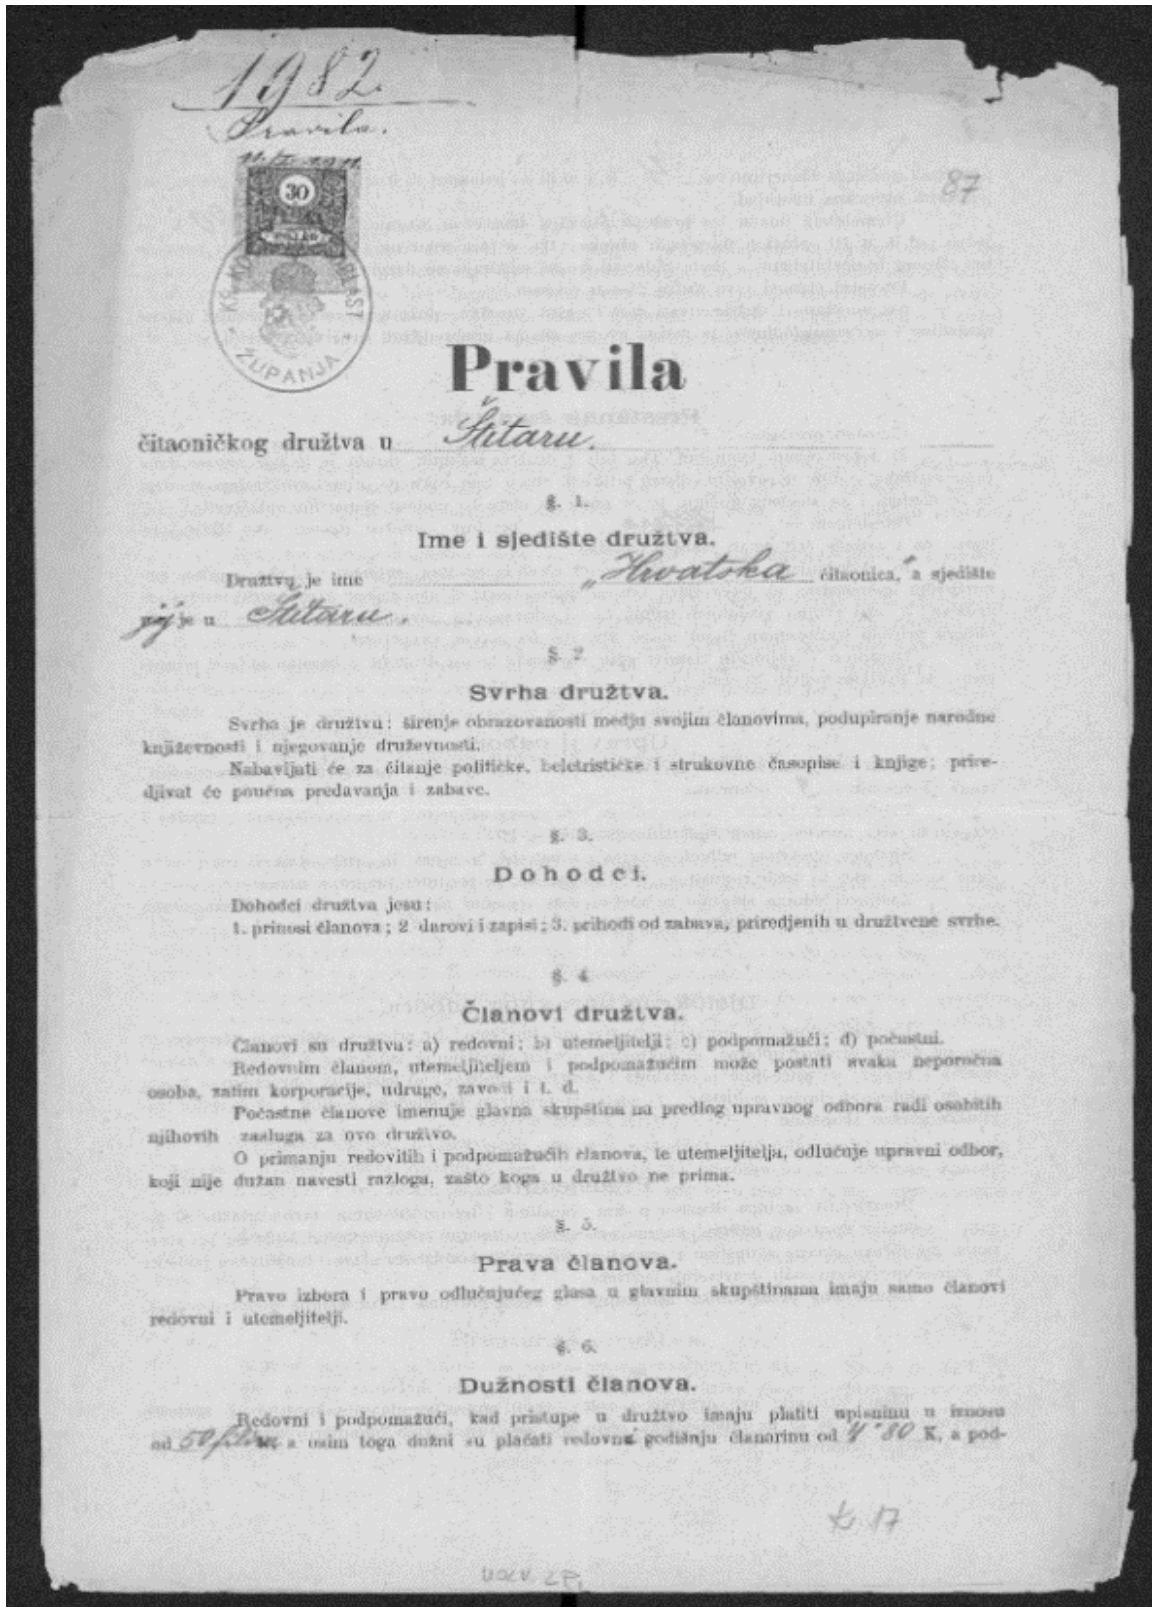 1982.
Pravila.
87
30
ŽUPANJA
Pravila
čitaoničkog družtva u Štitaru.
§. 1.
Ime i sjedište družtva.
Družtvu je ime „Hrvatska čitaonica," a sjedište
joj je u Štitaru.
§. 2
Svrha družtva.
Svrha je družtvu: širenje obrazovanosti medju svojim članovima, podupiranje narodne
književnosti i njegovanje druževnosti.
Nabavljati će za čitanje političke, beletrističke i strukovne časopise i knjige; prire-
djivat će poučna predavanja i zabave.
§. 3.
Dohodci.
Dohodci družtva jesu:
1. prinosi članova; 2 darovi i zapisi; 3. prihodi od zabava, priredjenih u družtvene svrhe.
§. 4
Članovi družtva.
Članovi su družtva: a) redovni; b) utemeljitelji; c) podpomažući; d) počastni.
Redovnim članom, utemeljiteljem i podpomažućim može postati svaka neporočna
osoba, zatim korporacije, udruge, zavodi i t. d.
Počastne članove imenuje glavna skupština na predlog upravnog odbora radi osobitih
njihovih zasluga za ovo družtvo.
O primanju redovitih i podpomažućih članova, te utemeljitelja, odlučuje upravni odbor,
koji nije dužan navesti razloga, zašto koga u družtvo ne prima.
§. 5.
Prava članova.
Pravo izbora i pravo odlučujućeg glasa u glavnim skupštinama imaju samo članovi
redovni i utemeljitelji.
§. 6.
Dužnosti članova.
Redovni i podpomažući, kad pristupe u družtvo imaju platiti upisninu u iznosu
od 50 filira a osim toga dužni su plaćati redovnu godišnju članarinu od 4·80 K, a pod-